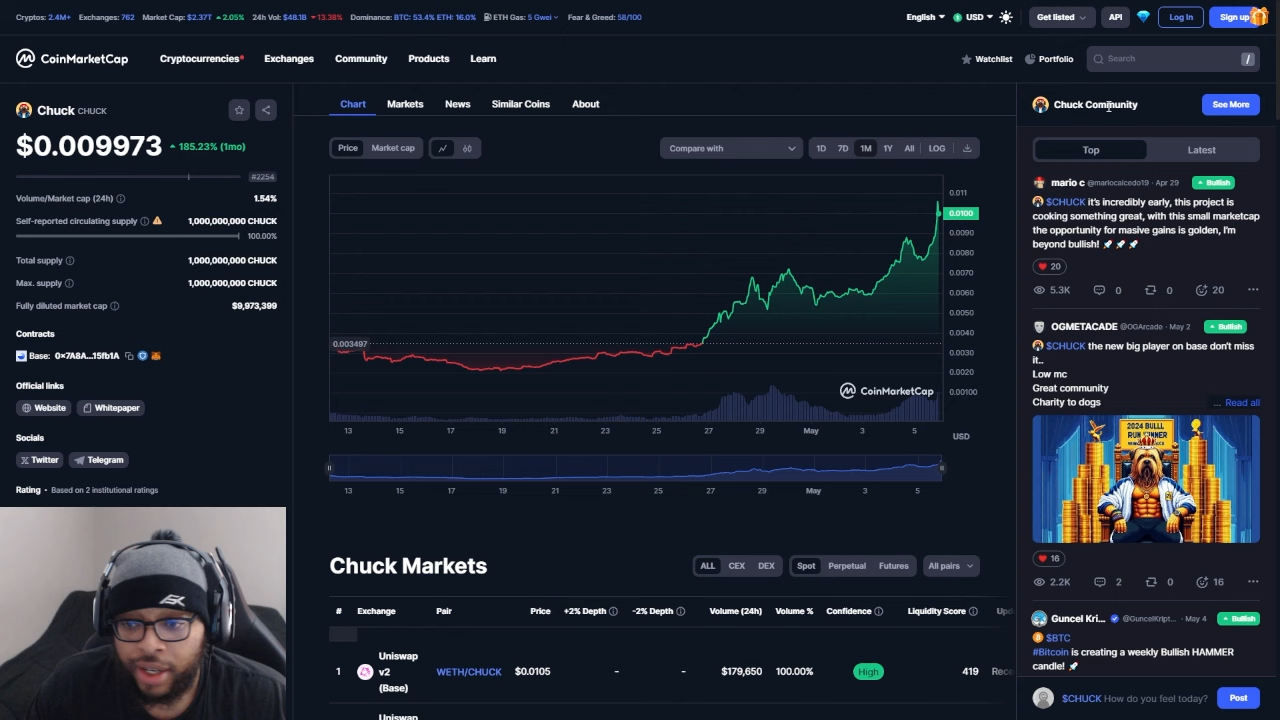 Cryptos: 2.4M+ Exchanges: 762 Market Cap: $2.37T 2.05% 24h Vol: $48.1B 13.38% Dominance: BTC: 53.4% ETH: 16.0% ETH Gas: 5 Gwei Fear & Greed: 58/100
English USD Get listed API Log In Sign up
CoinMarketCap Cryptocurrencies Exchanges Community Products Learn
Watchlist Portfolio Search /
Chuck CHUCK
$0.009973 185.23% (1mo)
#2254
Volume/Market cap (24h) 1.54%
Self-reported circulating supply 1,000,000,000 CHUCK
100.00%
Total supply 1,000,000,000 CHUCK
Max. supply 1,000,000,000 CHUCK
Fully diluted market cap $9,973,399
Contracts
Base: 0x7A8A...15fb1A
Official links
Website Whitepaper
Socials
Twitter Telegram
Rating • Based on 2 institutional ratings
Chart Markets News Similar Coins About
Price Market cap Compare with 1D 7D 1M 1Y All LOG
0.011
0.0100
0.0090
0.0080
0.0070
0.0060
0.0050
0.0040
0.0030
0.0020
0.00100
0.003497
CoinMarketCap
13 15 17 19 21 23 25 27 29 May 3 5
USD
13 15 17 19 21 23 25 27 29 May 3 5
Chuck Markets
ALL CEX DEX Spot Perpetual Futures All pairs
# Exchange Pair Price +2% Depth -2% Depth Volume (24h) Volume % Confidence Liquidity Score
1 Uniswap v2 (Base) WETH/CHUCK $0.0105 - - $179,650 100.00% High 419 Rece
Uniswap
Chuck Community See More
Top Latest
mario c @mariocalcedo19 · Apr 29 Bullish
$CHUCK it's incredibly early, this project is
cooking something great, with this small marketcap
the opportunity for masive gains is golden, I'm
beyond bullish!
20
5.3K 0 0 20
OGMETACADE @OGArcade · May 2 Bullish
$CHUCK the new big player on base don't miss
it..
Low mc
Great community
Charity to dogs ... Read all
2024 BULLL
RUN WINNER
16
2.2K 2 0 16
Guncel Kri... @GuncelKript... · May 4 Bullish
$BTC
#Bitcoin is creating a weekly Bullish HAMMER
candle!
$CHUCK How do you feel today? Post